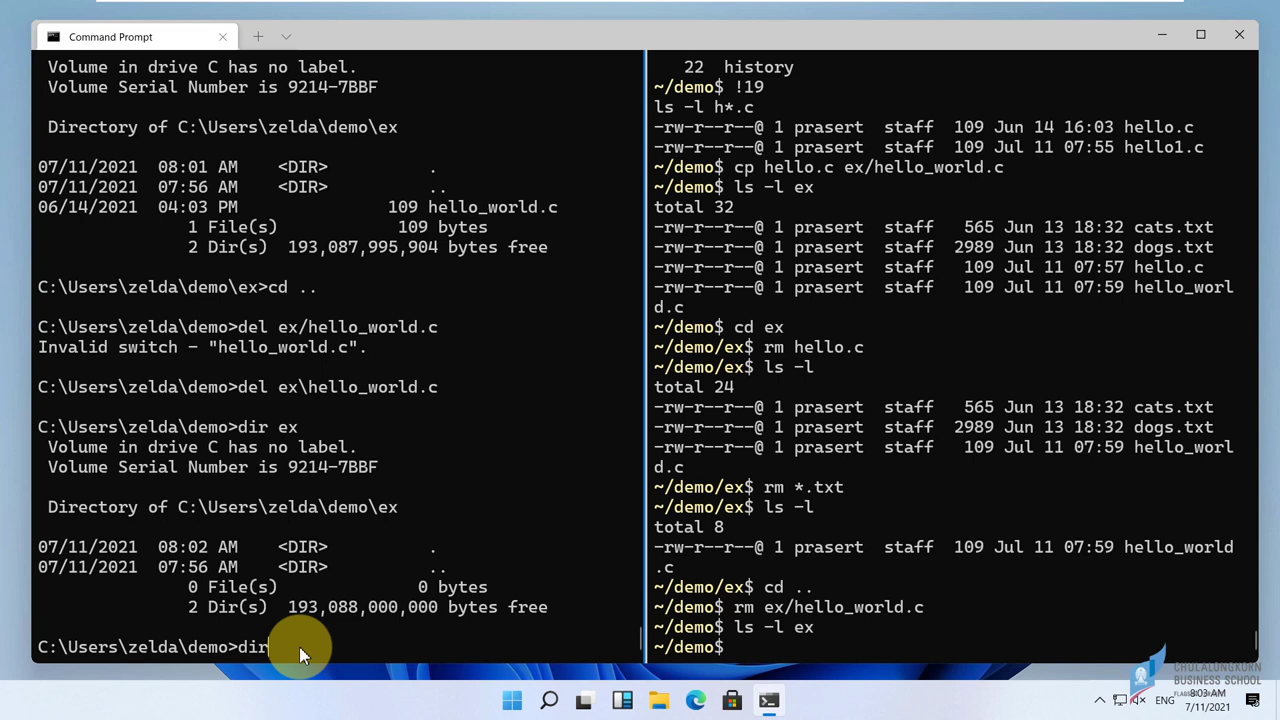 Command Prompt
Volume in drive C has no label.
Volume Serial Number is 9214-7BBF
Directory of C:\Users\zelda\demo\ex
07/11/2021  08:01 AM    <DIR>          .
07/11/2021  07:56 AM    <DIR>          ..
06/14/2021  04:03 PM               109 hello_world.c
1 File(s)            109 bytes
2 Dir(s)  193,087,995,904 bytes free
C:\Users\zelda\demo\ex>cd ..
C:\Users\zelda\demo>del ex/hello_world.c
Invalid switch - "hello_world.c".
C:\Users\zelda\demo>del ex\hello_world.c
C:\Users\zelda\demo>dir ex
Volume in drive C has no label.
Volume Serial Number is 9214-7BBF
Directory of C:\Users\zelda\demo\ex
07/11/2021  08:02 AM    <DIR>          .
07/11/2021  07:56 AM    <DIR>          ..
0 File(s)              0 bytes
2 Dir(s)  193,088,000,000 bytes free
C:\Users\zelda\demo>dir
22  history
~/demo$ !19
ls -l h*.c
-rw-r--r--@ 1 prasert  staff  109 Jun 14 16:03 hello.c
-rw-r--r--@ 1 prasert  staff  109 Jul 11 07:55 hello1.c
~/demo$ cp hello.c ex/hello_world.c
~/demo$ ls -l ex
total 32
-rw-r--r--@ 1 prasert  staff   565 Jun 13 18:32 cats.txt
-rw-r--r--@ 1 prasert  staff  2989 Jun 13 18:32 dogs.txt
-rw-r--r--@ 1 prasert  staff   109 Jul 11 07:57 hello.c
-rw-r--r--@ 1 prasert  staff   109 Jul 11 07:59 hello_worl
d.c
~/demo$ cd ex
~/demo/ex$ rm hello.c
~/demo/ex$ ls -l
total 24
-rw-r--r--@ 1 prasert  staff   565 Jun 13 18:32 cats.txt
-rw-r--r--@ 1 prasert  staff  2989 Jun 13 18:32 dogs.txt
-rw-r--r--@ 1 prasert  staff   109 Jul 11 07:59 hello_worl
d.c
~/demo/ex$ rm *.txt
~/demo/ex$ ls -l
total 8
-rw-r--r--@ 1 prasert  staff  109 Jul 11 07:59 hello_world
.c
~/demo/ex$ cd ..
~/demo$ rm ex/hello_world.c
~/demo$ ls -l ex
~/demo$
CHULALONGKORN
BUSINESS SCHOOL
ENG
8:03 AM
7/11/2021